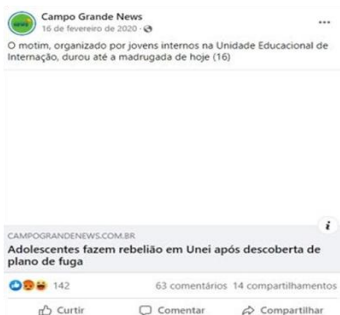 Campo Grande News
16 de fevereiro de 2020 ·
O motim, organizado por jovens internos na Unidade Educacional de
Internação, durou até a madrugada de hoje (16)
CAMPOGRANDENEWS.COM.BR
Adolescentes fazem rebelião em Unei após descoberta de
plano de fuga
142 63 comentários 14 compartilhamentos
Curtir Comentar Compartilhar